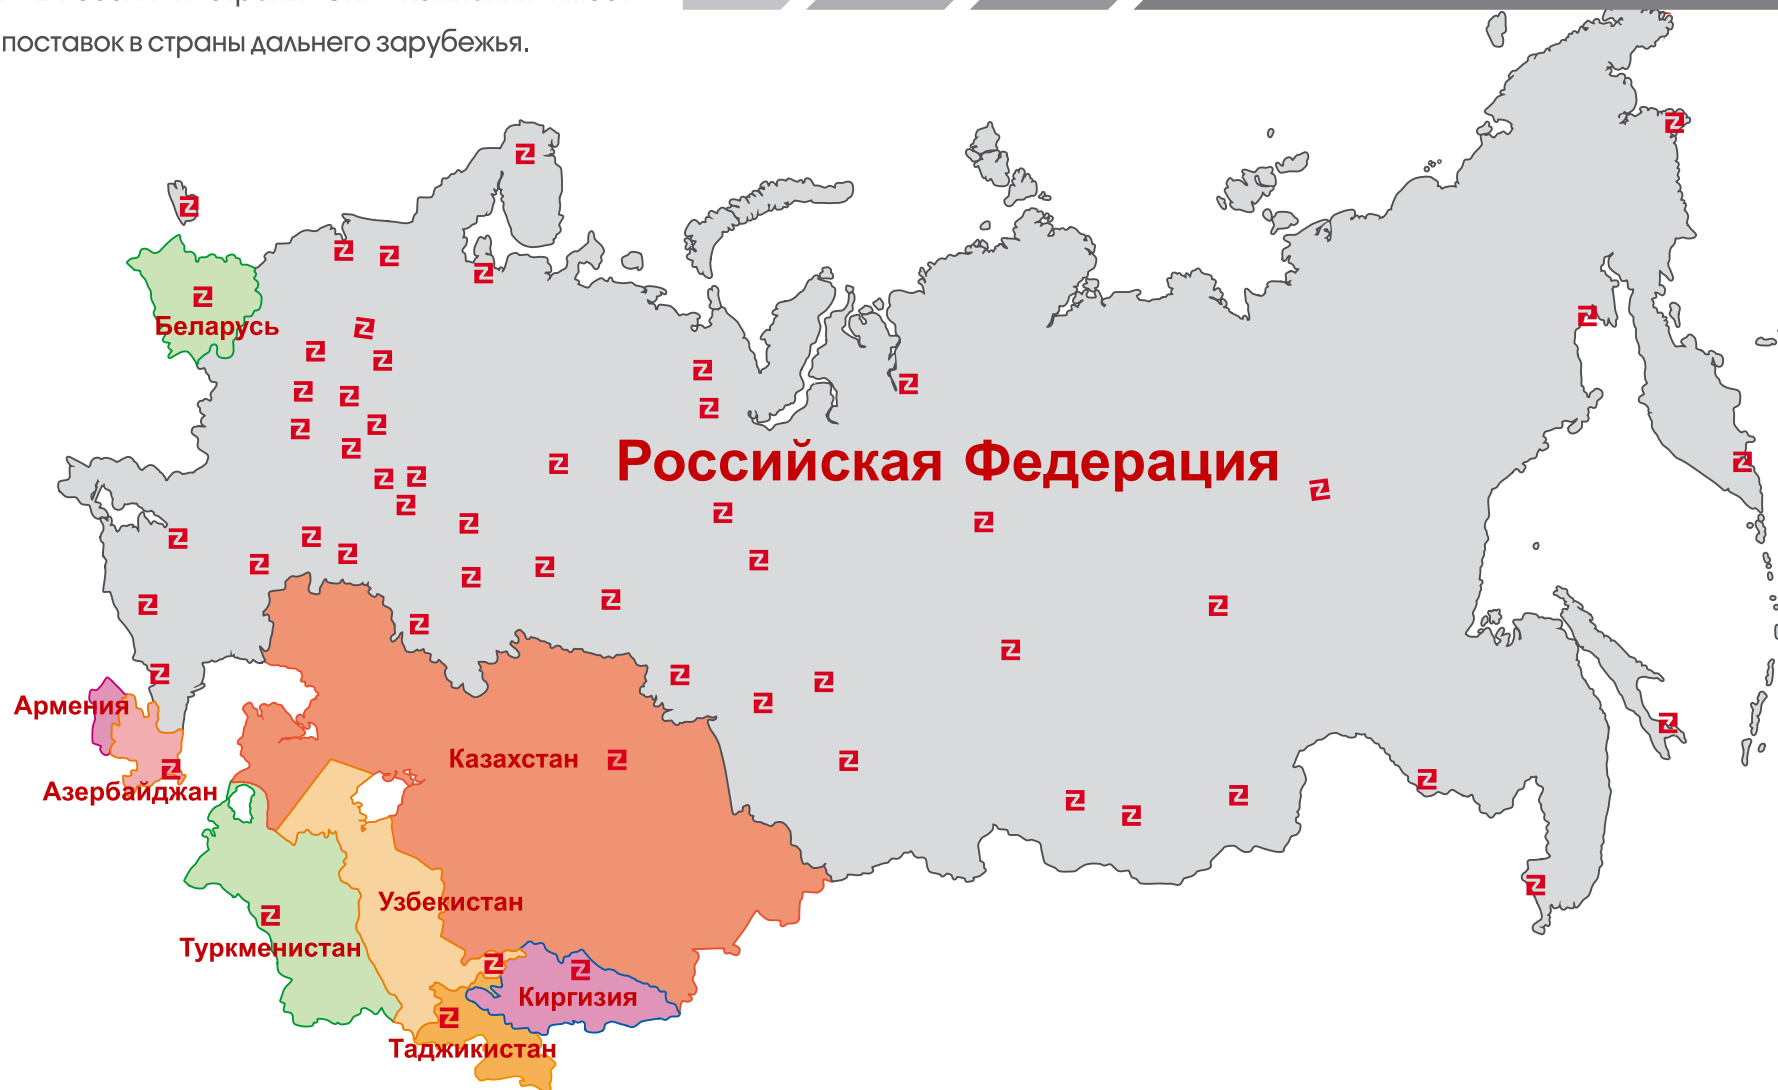 поставок в страны дальнего зарубежья.
Беларусь
Российская Федерация
Армения
Казахстан
Азербайджан
Узбекистан
Туркменистан
Киргизия
Таджикистан